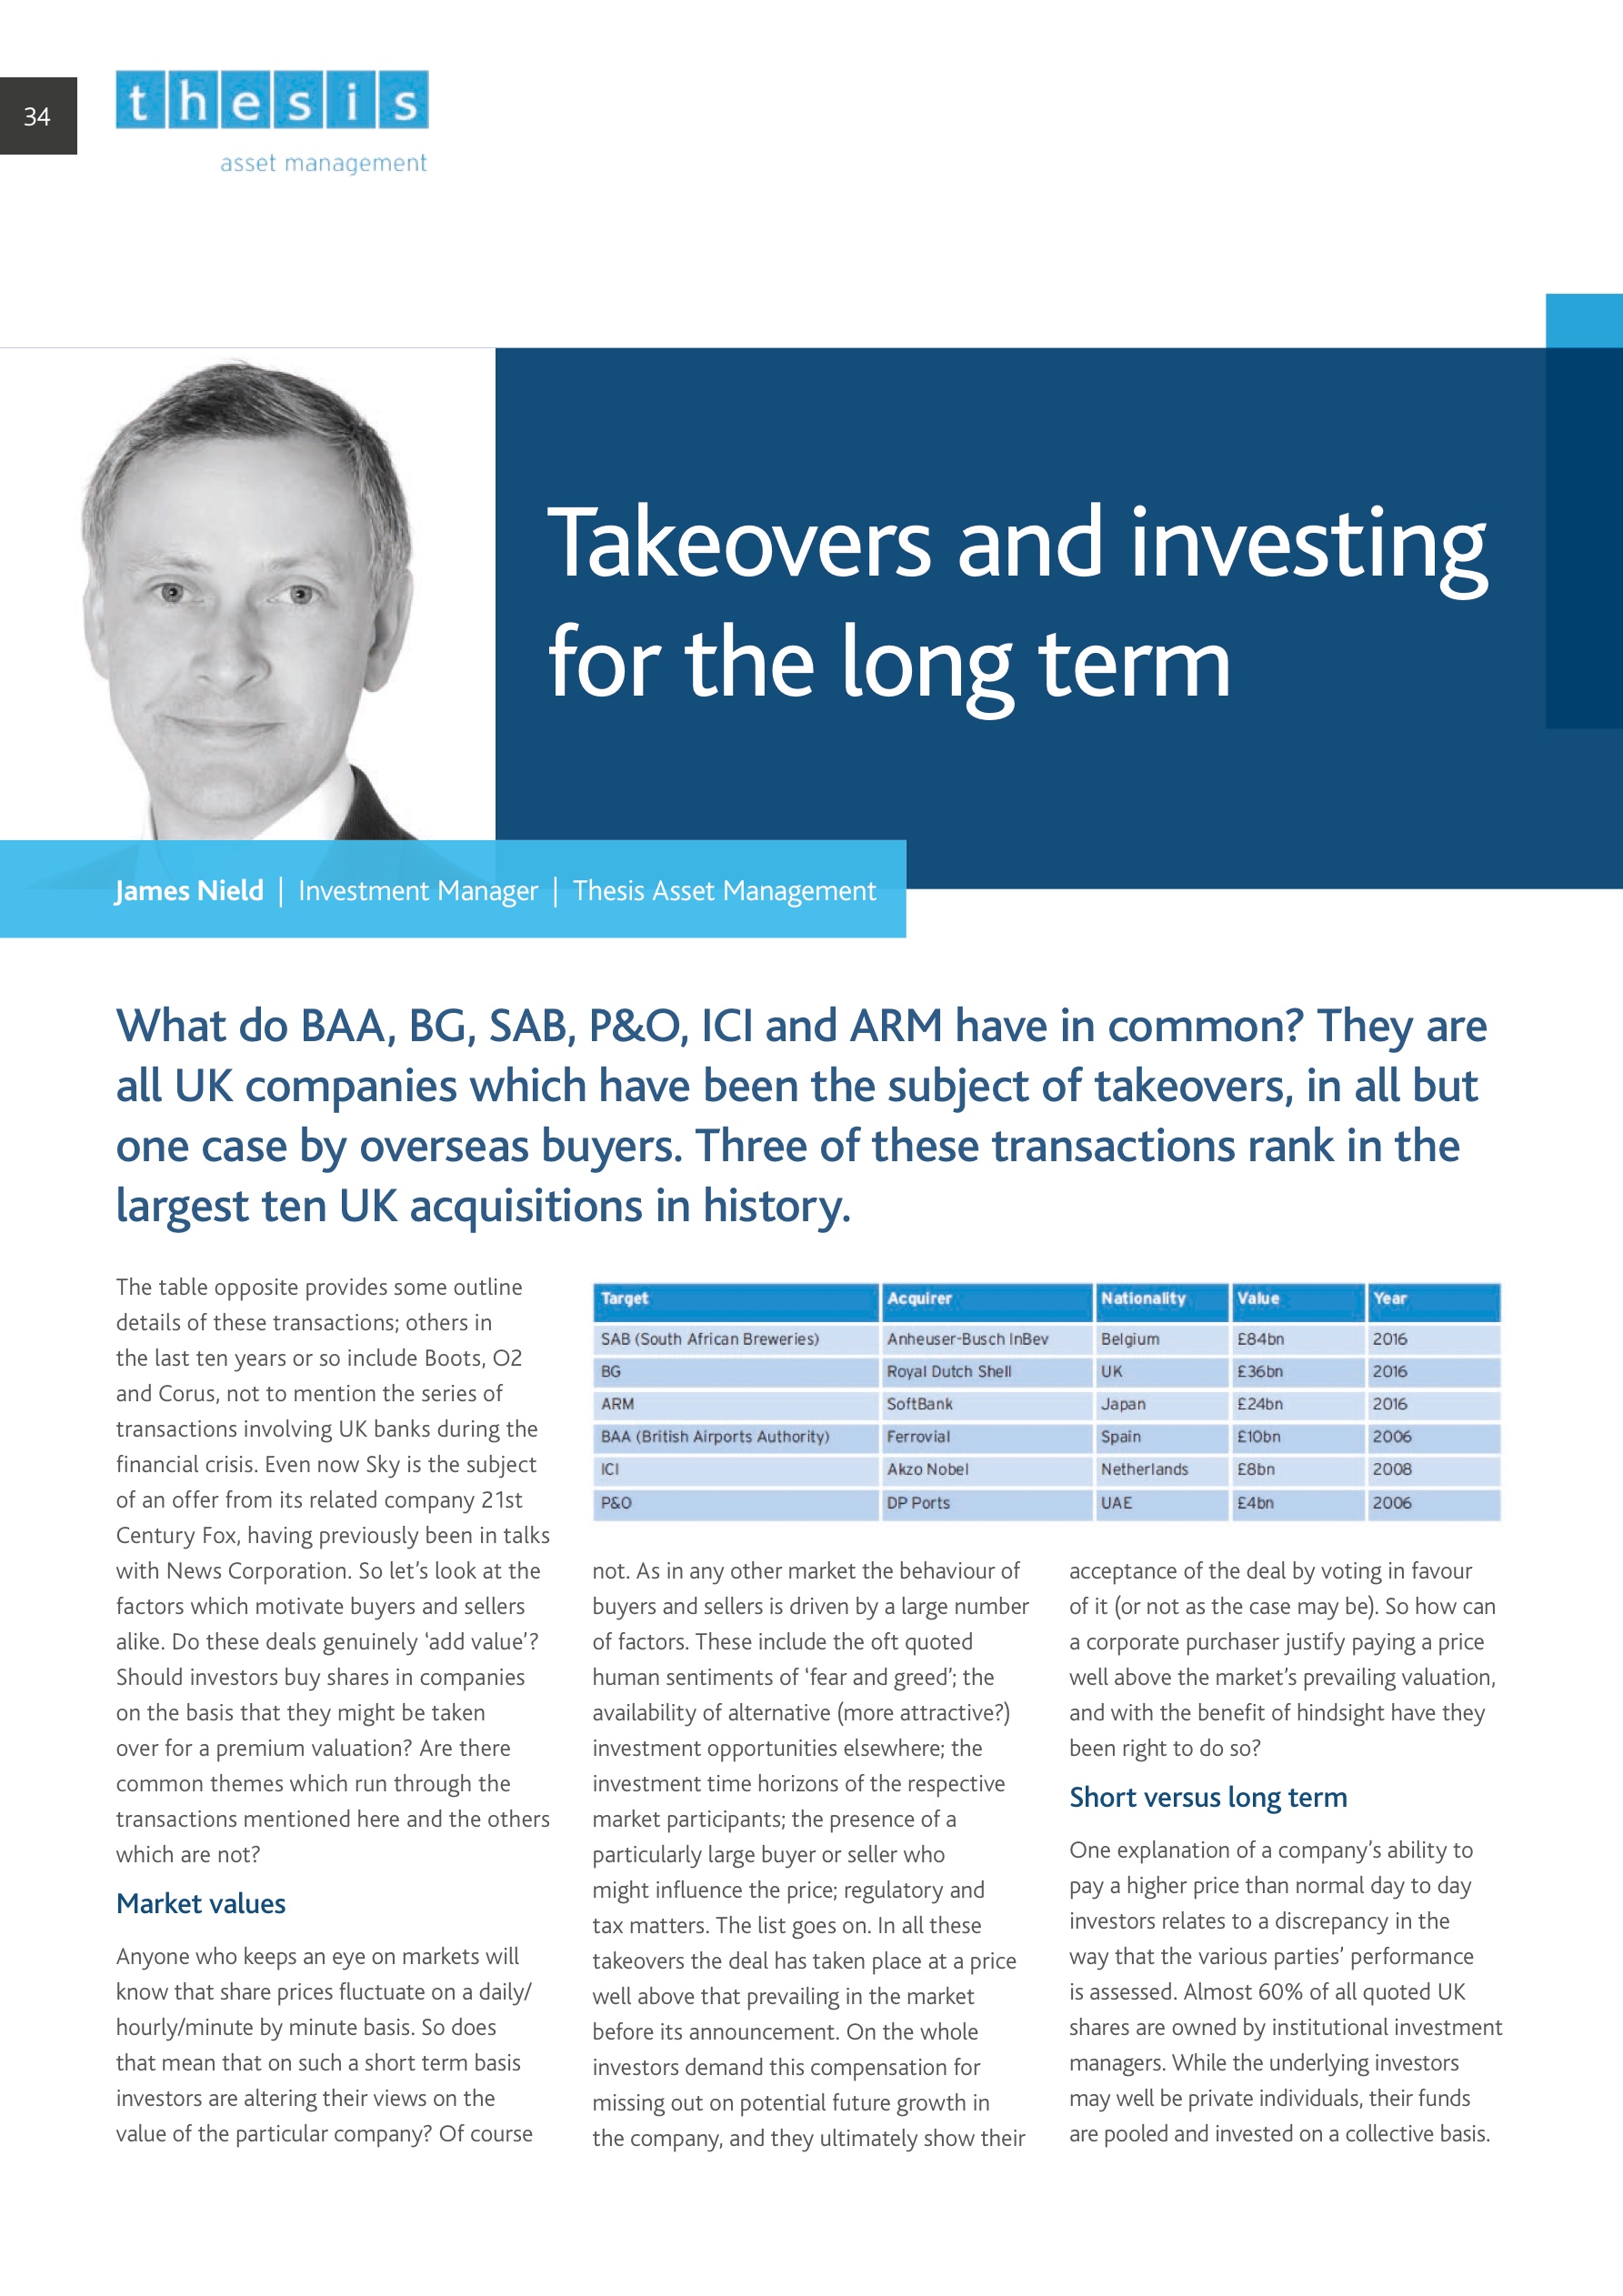 34
thesis
asset management
Takeovers and investing
for the long term
James Nield | Investment Manager | Thesis Asset Management
What do BAA, BG, SAB, P&O, ICI and ARM have in common? They are
all UK companies which have been the subject of takeovers, in all but
one case by overseas buyers. Three of these transactions rank in the
largest ten UK acquisitions in history.
The table opposite provides some outline
details of these transactions; others in
the last ten years or so include Boots, O2
and Corus, not to mention the series of
transactions involving UK banks during the
financial crisis. Even now Sky is the subject
of an offer from its related company 21st
Century Fox, having previously been in talks
with News Corporation. So let’s look at the
factors which motivate buyers and sellers
alike. Do these deals genuinely ‘add value’?
Should investors buy shares in companies
on the basis that they might be taken
over for a premium valuation? Are there
common themes which run through the
transactions mentioned here and the others
which are not?
Market values
Anyone who keeps an eye on markets will
know that share prices fluctuate on a daily/
hourly/minute by minute basis. So does
that mean that on such a short term basis
investors are altering their views on the
value of the particular company? Of course
Target Acquirer Nationality Value Year
SAB (South African Breweries) Anheuser-Busch InBev Belgium £84bn 2016
BG Royal Dutch Shell UK £36bn 2016
ARM SoftBank Japan £24bn 2016
BAA (British Airports Authority) Ferrovial Spain £10bn 2006
ICI Akzo Nobel Netherlands £8bn 2008
P&O DP Ports UAE £4bn 2006
not. As in any other market the behaviour of
buyers and sellers is driven by a large number
of factors. These include the oft quoted
human sentiments of ‘fear and greed’; the
availability of alternative (more attractive?)
investment opportunities elsewhere; the
investment time horizons of the respective
market participants; the presence of a
particularly large buyer or seller who
might influence the price; regulatory and
tax matters. The list goes on. In all these
takeovers the deal has taken place at a price
well above that prevailing in the market
before its announcement. On the whole
investors demand this compensation for
missing out on potential future growth in
the company, and they ultimately show their
acceptance of the deal by voting in favour
of it (or not as the case may be). So how can
a corporate purchaser justify paying a price
well above the market’s prevailing valuation,
and with the benefit of hindsight have they
been right to do so?
Short versus long term
One explanation of a company’s ability to
pay a higher price than normal day to day
investors relates to a discrepancy in the
way that the various parties’ performance
is assessed. Almost 60% of all quoted UK
shares are owned by institutional investment
managers. While the underlying investors
may well be private individuals, their funds
are pooled and invested on a collective basis.